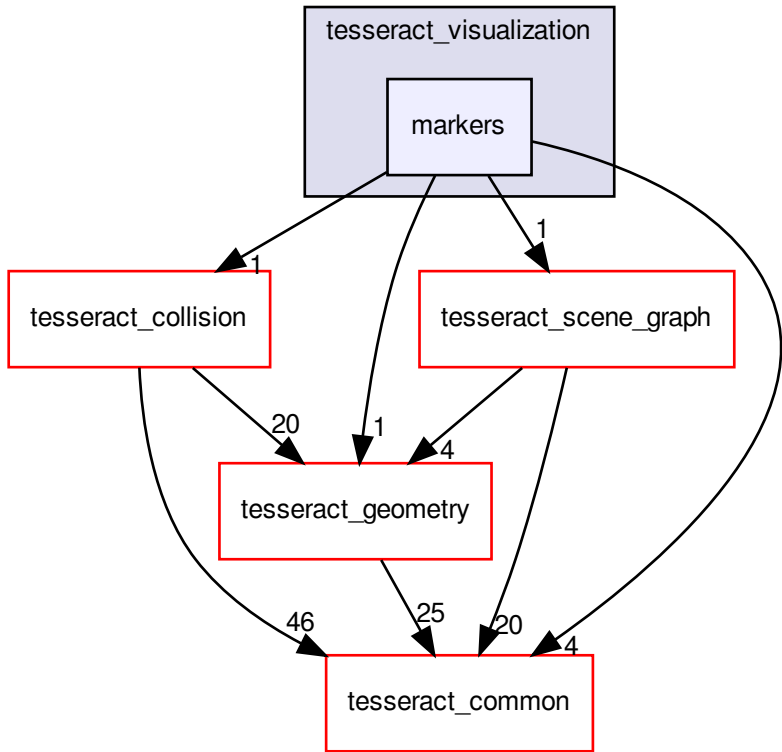 tesseract_visualization
markers
1
1
tesseract_collision
tesseract_scene_graph
20
1
4
tesseract_geometry
46
25
20
4
tesseract_common